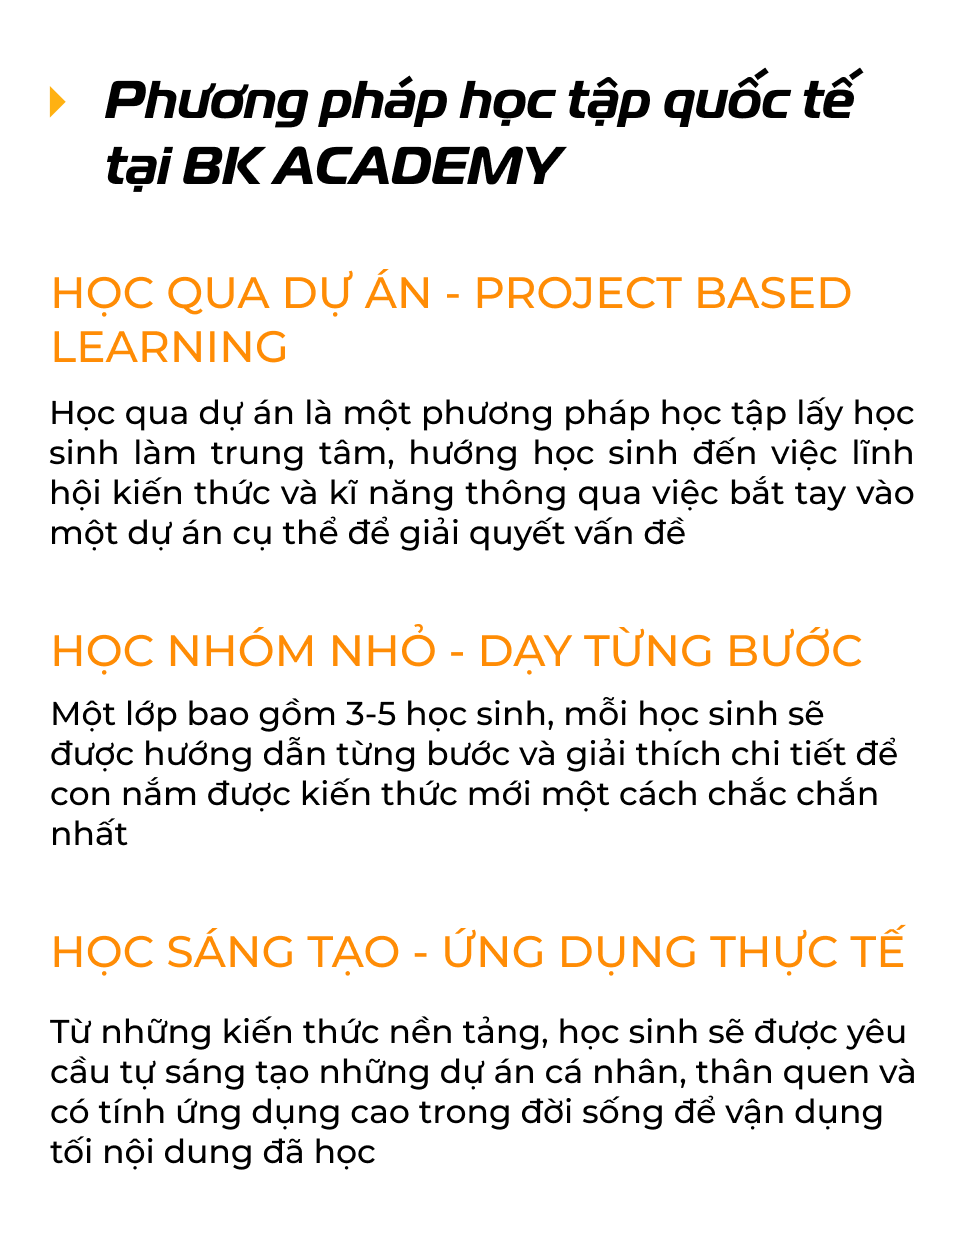 Phương pháp học tập quốc tế
tại BK ACADEMY
HỌC QUA DỰ ÁN - PROJECT BASED
LEARNING
Học qua dự án là một phương pháp học tập lấy học
sinh làm trung tâm, hướng học sinh đến việc lĩnh
hội kiến thức và kĩ năng thông qua việc bắt tay vào
một dự án cụ thể để giải quyết vấn đề
HỌC NHÓM NHỎ - DẠY TỪNG BƯỚC
Một lớp bao gồm 3-5 học sinh, mỗi học sinh sẽ
được hướng dẫn từng bước và giải thích chi tiết để
con nắm được kiến thức mới một cách chắc chắn
nhất
HỌC SÁNG TẠO - ỨNG DỤNG THỰC TẾ
Từ những kiến thức nền tảng, học sinh sẽ được yêu
cầu tự sáng tạo những dự án cá nhân, thân quen và
có tính ứng dụng cao trong đời sống để vận dụng
tối nội dung đã học